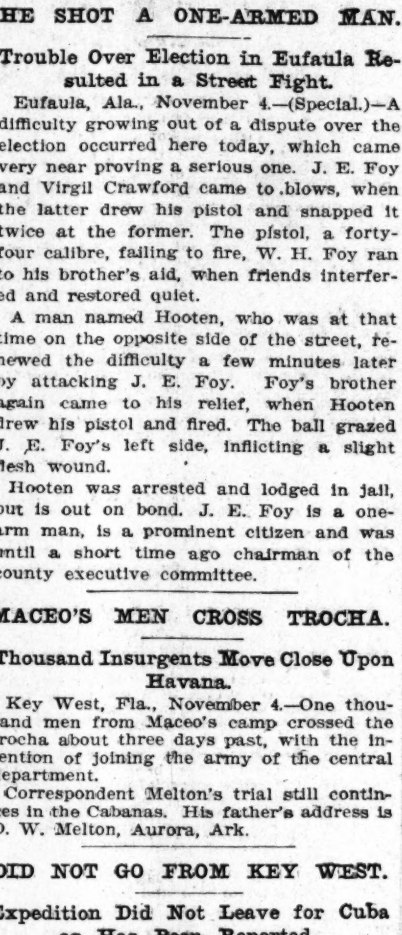 HE SHOT A ONE-ARMED MAN.
Trouble Over Election in Eufaula Re-
sulted in a Street Fight.
Eufaula, Ala., November 4.—(Special.)—A
difficulty growing out of a dispute over the
election occurred here today, which came
very near proving a serious one. J. E. Foy
and Virgil Crawford came to blows, when
the latter drew his pistol and snapped it
twice at the former. The pistol, a forty-
four calibre, failing to fire, W. H. Foy ran
to his brother's aid, when friends interfer-
ed and restored quiet.
A man named Hooten, who was at that
time on the opposite side of the street, re-
newed the difficulty a few minutes later
by attacking J. E. Foy. Foy's brother
again came to his relief, when Hooten
drew his pistol and fired. The ball grazed
J. E. Foy's left side, inflicting a slight
flesh wound.
Hooten was arrested and lodged in jail,
but is out on bond. J. E. Foy is a one-
arm man, is a prominent citizen and was
until a short time ago chairman of the
county executive committee.
MACEO'S MEN CROSS TROCHA.
Thousand Insurgents Move Close Upon
Havana.
Key West, Fla., November 4.—One thou-
sand men from Maceo's camp crossed the
trocha about three days past, with the in-
tention of joining the army of the central
department.
Correspondent Melton's trial still contin-
ues in the Cabanas. His father's address is
O. W. Melton, Aurora, Ark.
DID NOT GO FROM KEY WEST.
Expedition Did Not Leave for Cuba
as Has Been Reported.